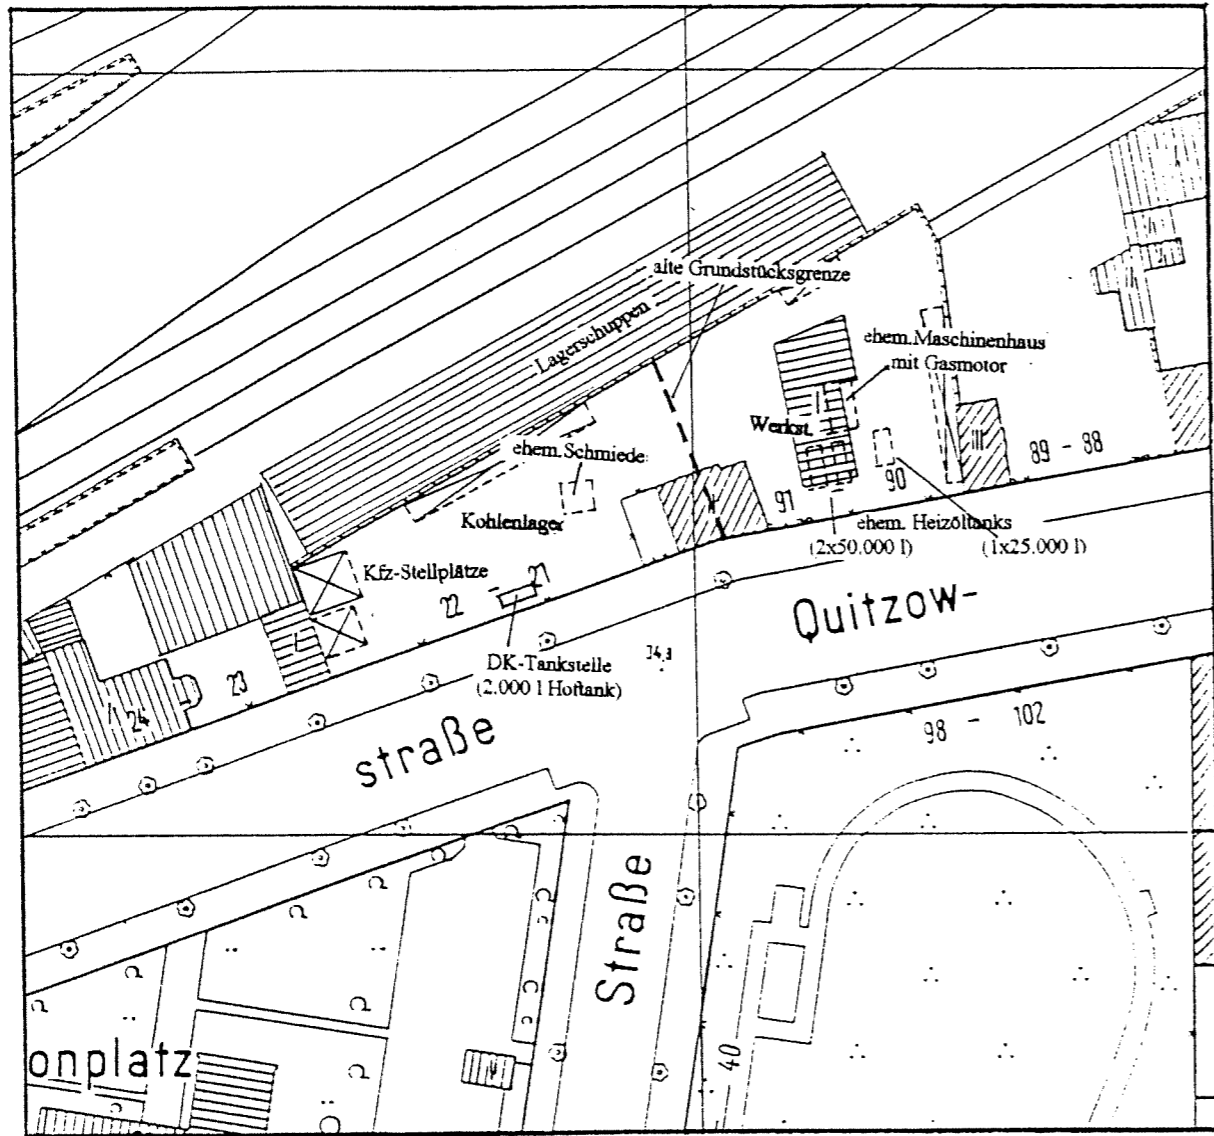 alte Grundstücksgrenze
Lagerschuppen
ehem. Maschinenhaus
mit Gasmotor
Werkst.
ehem. Schmiede
Kohlenlager
89 - 88
90
91
ehem. Heizöltanks
(2x50.000 l)
(1x25.000 l)
Kfz-Stellplätze
21
22
23
24
DK-Tankstelle
(2.000 l Hoftank)
Quitzow-
straße
98 - 102
Straße
40
onplatz